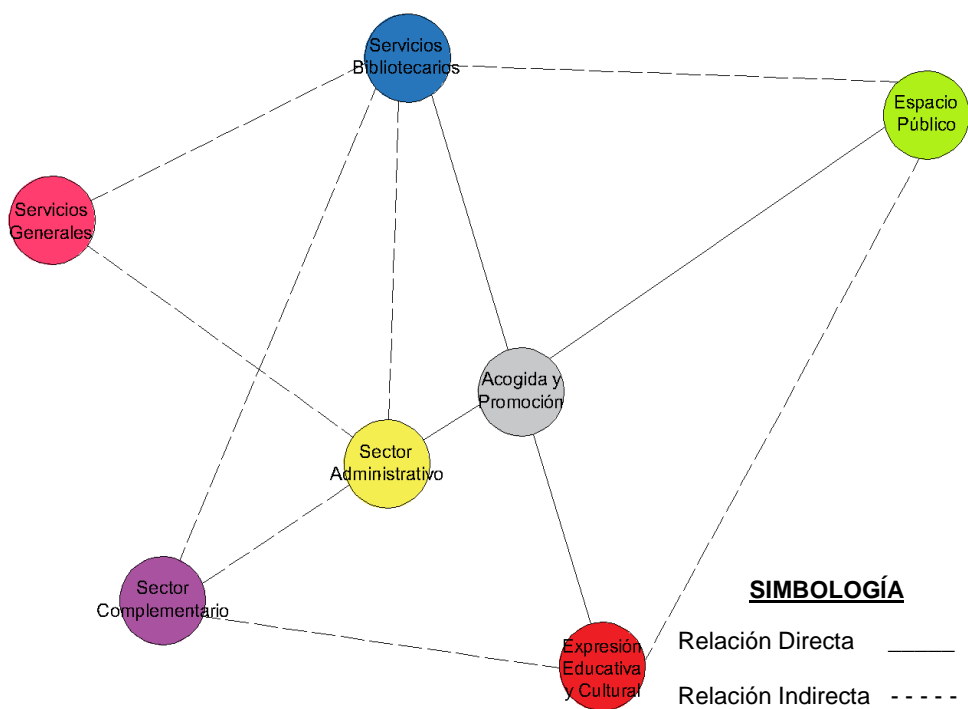 Servicios
Bibliotecarios
Espacio
Público
Servicios
Generales
Acogida y
Promoción
Sector
Administrativo
Sector
Complementario
Expresión
Educativa
y Cultural
SIMBOLOGÍA
Relación Directa _____
Relación Indirecta - - - - -